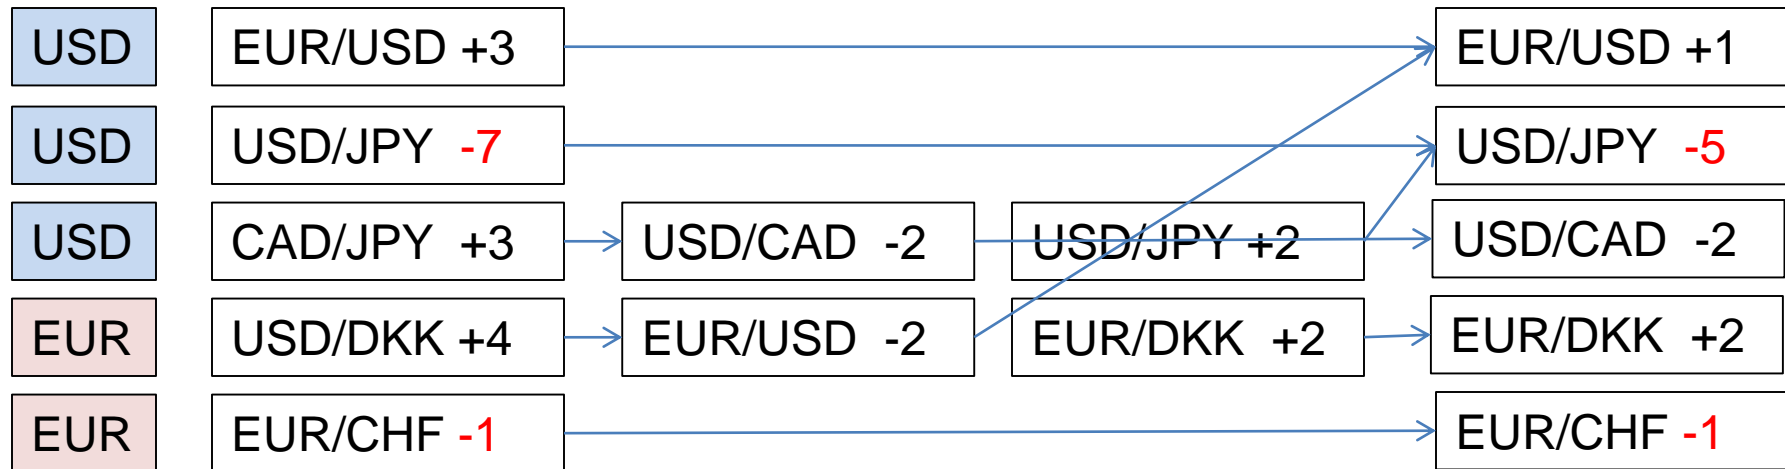 USD EUR/USD +3 EUR/USD +1
USD USD/JPY -7 USD/JPY -5
USD CAD/JPY +3 USD/CAD -2 USD/JPY +2 USD/CAD -2
EUR USD/DKK +4 EUR/USD -2 EUR/DKK +2 EUR/DKK +2
EUR EUR/CHF -1 EUR/CHF -1